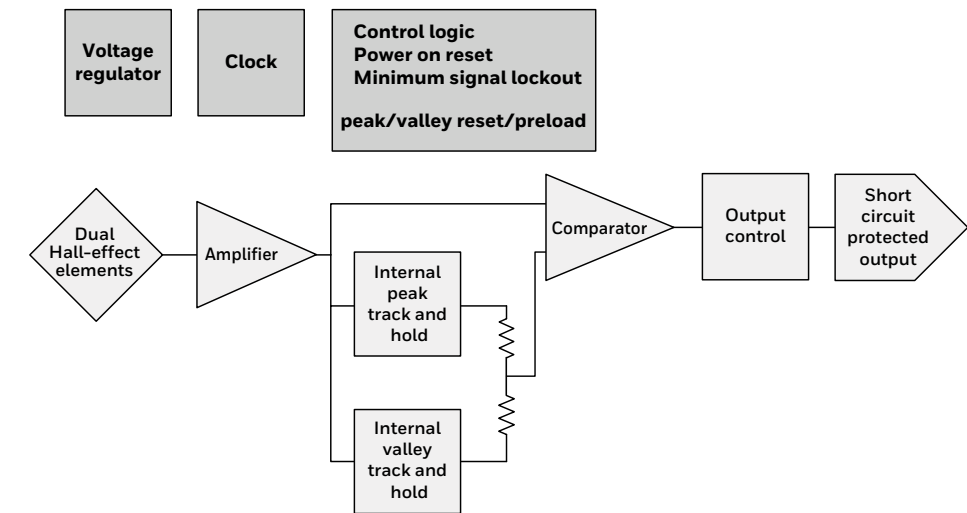 Voltage
regulator
Clock
Control logic
Power on reset
Minimum signal lockout
peak/valley reset/preload
Dual
Hall-effect
elements
Amplifier
Internal
peak
track and
hold
Internal
valley
track and
hold
Comparator
Output
control
Short
circuit
protected
output